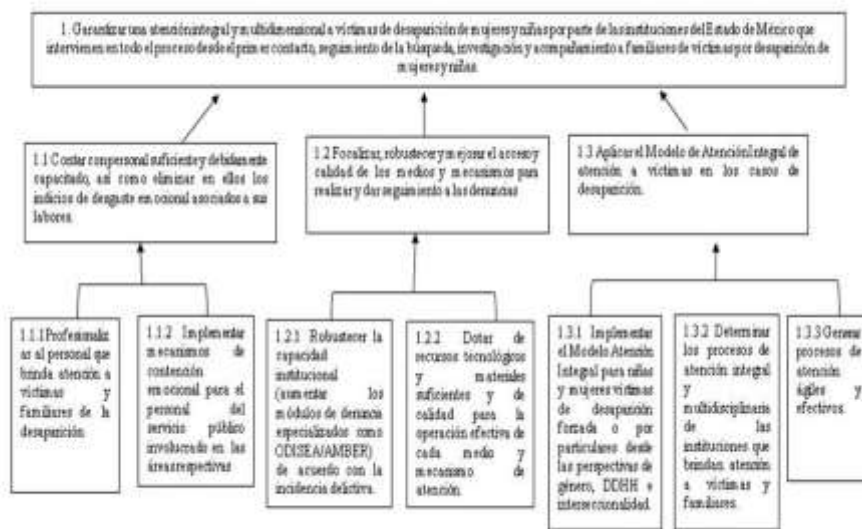 1. Garantizar una atención integral y multidimensional a víctimas de desaparición de mujeres y niñas por parte de las instituciones del Estado de México que
intervienen en todo el proceso desde el primer contacto, seguimiento de la búsqueda, investigación y acompañamiento a familiares de víctimas por desaparición de
mujeres y niñas.
1.1 Contar con personal suficiente y debidamente
capacitado, así como eliminar en ellos los
indicios de desgaste emocional asociados a sus
labores.
1.2 Focalizar, robustecer y mejorar el acceso y
calidad de los medios y mecanismos para
realizar y dar seguimiento a las denuncias
1.3 Aplicar el Modelo de Atención Integral de
atención a víctimas en los casos de
desaparición.
1.1.1 Profesionaliz
ar al personal que
brinda atención a
víctimas y
familiares de la
desaparición.
1.1.2 Implementar
mecanismos de
contención
emocional para el
personal del
servicio público
involucrado en las
áreas respectivas
1.2.1 Robustecer la
capacidad
institucional
(aumentar los
módulos de denuncia
especializados como
ODISEA/AMBER)
de acuerdo con la
incidencia delictiva.
1.2.2 Dotar de
recursos tecnológicos
y materiales
suficientes y de
calidad para la
operación efectiva de
cada medio y
mecanismo de
atención.
1.3.1 Implementar
el Modelo Atención
Integral para niñas
y mujeres víctimas
de desaparición
forzada o por
particulares desde
las perspectivas de
género, DDHH e
interseccionalidad.
1.3.2 Determinar
los procesos de
atención integral y
multidisciplinaria
de las
instituciones que
brindan atención
a víctimas y
familiares.
1.3.3 Generar
procesos de
atención
ágiles y
efectivos.